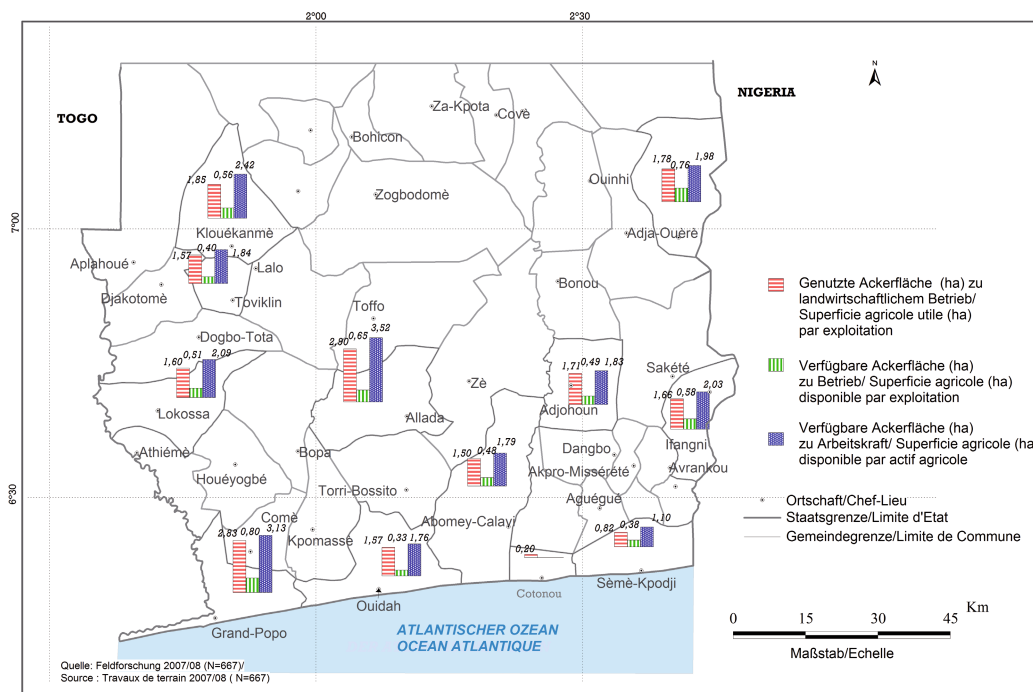 2°00
2°30
N
TOGO
NIGERIA
Za-Kpota
Covè
Bohicon
Zogbodomè
Ouinhi
1,78 0,76 1,98
1,85 0,56 2,42
Klouékanmè
7°00
Adja-Ouèrè
Aplahoué
1,57 0,40 1,84
Lalo
Djakotomè
Toviklin
Bonou
Toffo
Dogbo-Tota
2,90 0,65 3,52
1,60 0,51 2,09
Zè
1,71 0,49 1,83
Sakété
1,66 0,58 2,03
Lokossa
Allada
Adjohoun
Ifangni
Athiémè
Bopa
Dangbo
Houéyogbé
1,50 0,48 1,79
Akpro-Missérété
Avrankou
Torri-Bossito
6°30
Aguégué
Comè
Abomey-Calavi
2,83 0,80 3,13
Kpomassè
1,57 0,33 1,76
0,20
0,82 0,38 1,10
Sèmè-Kpodji
Cotonou
Ouidah
Grand-Popo
ATLANTISCHER OZEAN
OCEAN ATLANTIQUE
Quelle: Feldforschung 2007/08 (N=667)/
Source : Travaux de terrain 2007/08 ( N=667)
Genutzte Ackerfläche (ha) zu
landwirtschaftlichem Betrieb/
Superficie agricole utile (ha)
par exploitation
Verfügbare Ackerfläche (ha)
zu Betrieb/ Superficie agricole (ha)
disponible par exploitation
Verfügbare Ackerfläche (ha)
zu Arbeitskraft/ Superficie agricole (ha
disponible par actif agricole
Ortschaft/Chef-Lieu
Staatsgrenze/Limite d'Etat
Gemeindegrenze/Limite de Commune
Km
0 15 30 45
Maßstab/Echelle